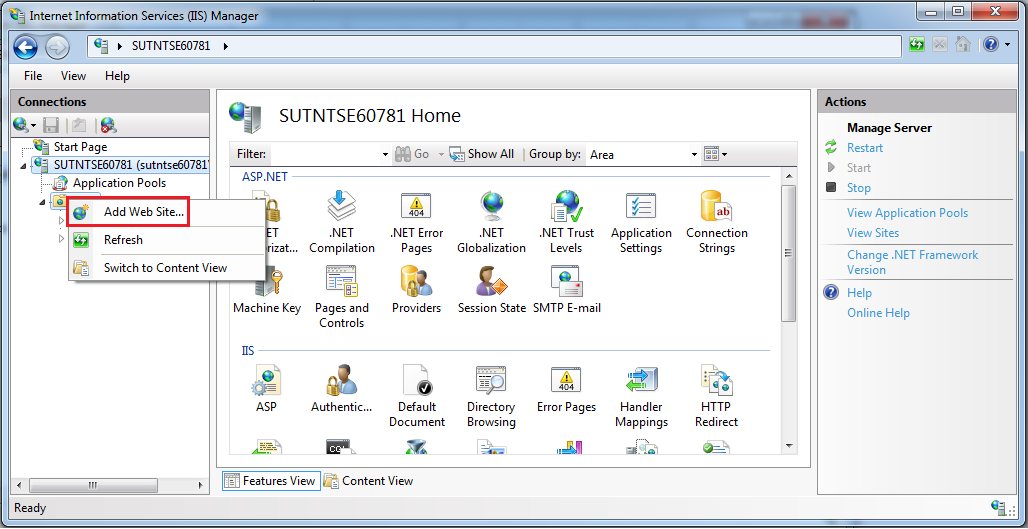 Internet Information Services (IIS) Manager
SUTNTSE60781
File View Help
Connections
Start Page
SUTNTSE60781 (sutntse60781\
Application Pools
Add Web Site...
Refresh
Switch to Content View
SUTNTSE60781 Home
Filter: Go Show All Group by: Area
ASP.NET
.NET Compilation
.NET Error Pages
.NET Globalization
.NET Trust Levels
Application Settings
Connection Strings
Machine Key
Pages and Controls
Providers
Session State
SMTP E-mail
IIS
ASP
Authentic...
Default Document
Directory Browsing
Error Pages
Handler Mappings
HTTP Redirect
Features View Content View
Actions
Manage Server
Restart
Start
Stop
View Application Pools
View Sites
Change .NET Framework
Version
Help
Online Help
Ready